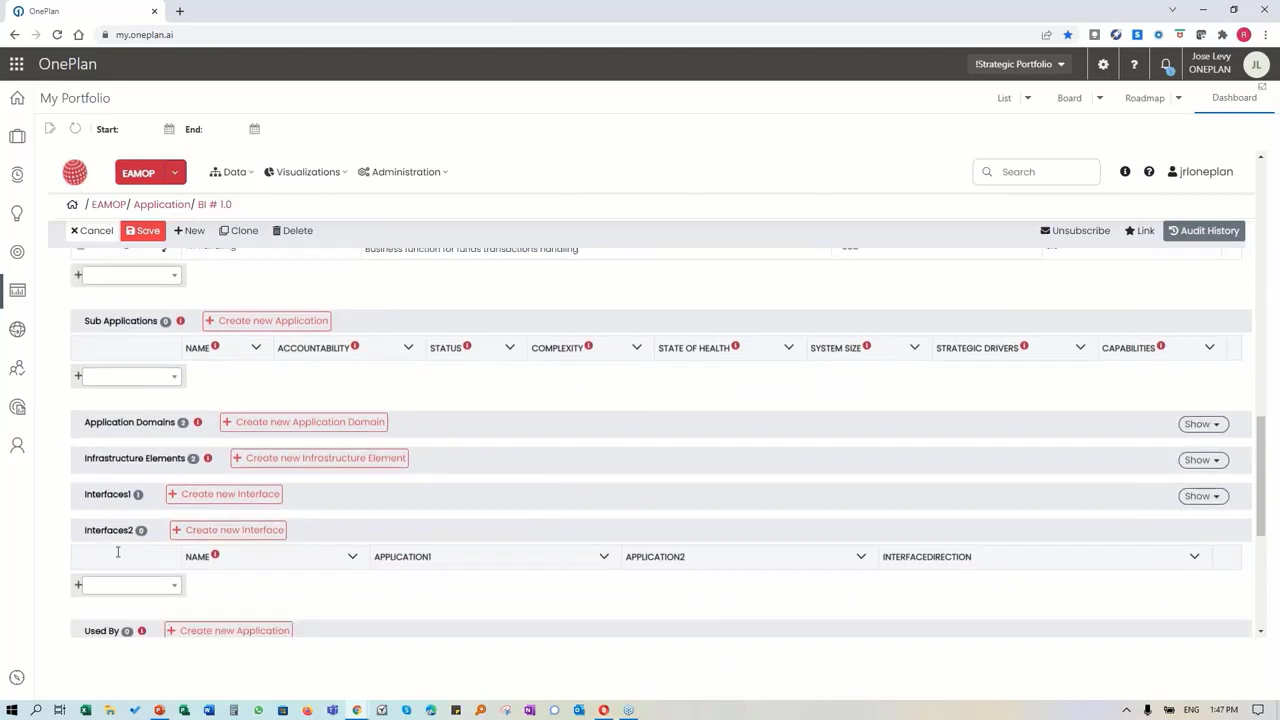 OnePlan
my.oneplan.ai
OnePlan
!Strategic Portfolio
Jose Levy
ONEPLAN
JL
My Portfolio
List
Board
Roadmap
Dashboard
Start:
End:
EAMOP
Data
Visualizations
Administration
Search
jrloneplan
/ EAMOP/ Application/ BI # 1.0
Cancel
Save
New
Clone
Delete
Unsubscribe
Link
Audit History
Business function for funds transactions handling
Sub Applications 0
Create new Application
NAME
ACCOUNTABILITY
STATUS
COMPLEXITY
STATE OF HEALTH
SYSTEM SIZE
STRATEGIC DRIVERS
CAPABILITIES
Application Domains 2
Create new Application Domain
Show
Infrastructure Elements 2
Create new Infrastructure Element
Show
Interfaces1 1
Create new Interface
Show
Interfaces2 0
Create new Interface
NAME
APPLICATION1
APPLICATION2
INTERFACEDIRECTION
Used By 0
Create new Application
ENG
1:47 PM